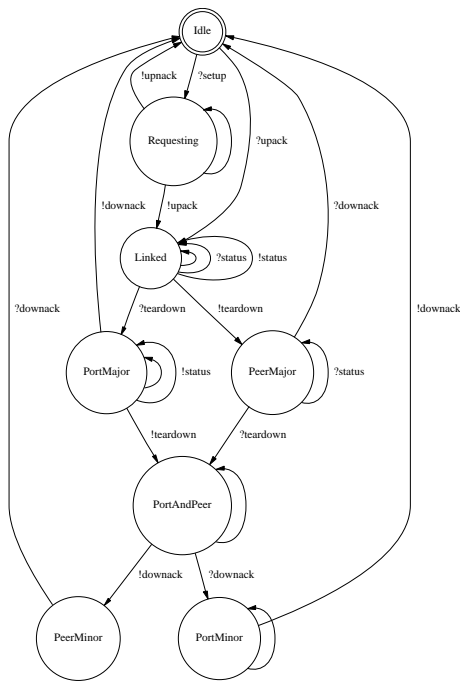 Idle
!upnack
?setup
Requesting
?upack
!downack
!upack
?downack
Linked
?status
!status
?teardown
!teardown
?downack
!downack
PortMajor
!status
PeerMajor
?status
!teardown
?teardown
PortAndPeer
!downack
?downack
PeerMinor
PortMinor